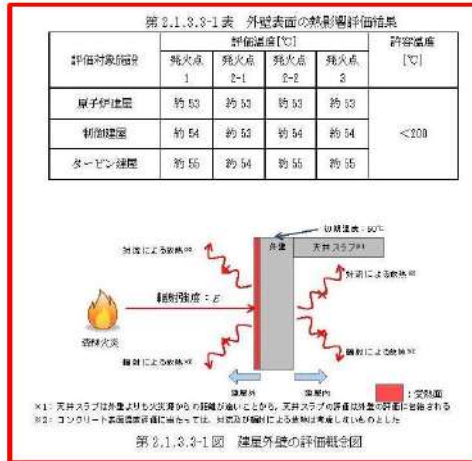 第2.1.3.3-1表 外壁表面の熱影響評価結果
評価対象施設
評価温度[℃]
許容温度
[℃]
発火点
1
発火点
2-1
発火点
2-2
発火点
3
原子炉建屋 約53 約53 約53 約53
制御建屋 約54 約53 約54 約54
<200
タービン建屋 約55 約54 約55 約55
初期温度：50℃
外壁
天井スラブ※1
対流による放熱※2
対流による放熱※2
輻射強度：E
森林火災
輻射による放熱※2
輻射による放熱※2
建屋外
建屋内
：受熱面
※1：天井スラブは外壁よりも火災源からの距離が遠いことから、天井スラブの評価は外壁の評価に包絡される
※2：コンクリート表面温度評価に当たっては、対流及び輻射による放熱は考慮しないものとした
第2.1.3.3-1図 建屋外壁の評価概念図